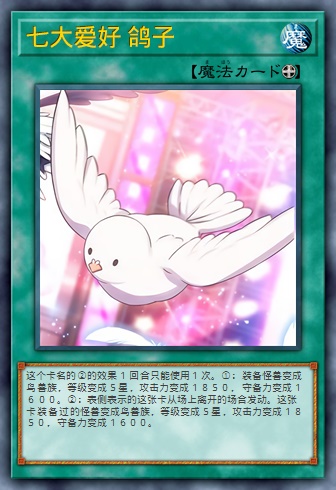 七大爱好 鸽子
魔
【魔法カード】
这个卡名的②的效果1回合只能使用1次。①:装备怪兽变成
鸟兽族,等级变成5星,攻击力变成1850,守备力变成1
600。②:表侧表示的这张卡从场上离开的场合发动。这张
卡装备过的怪兽变成鸟兽族,等级变成5星,攻击力变成18
50,守备力变成1600。